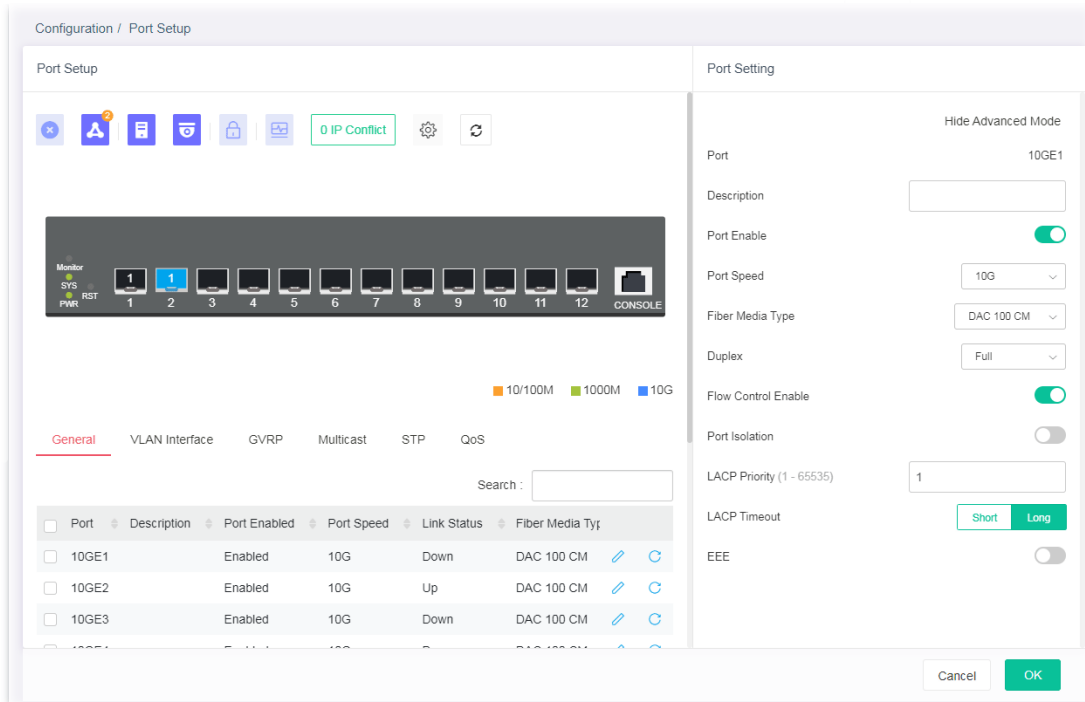 Configuration / Port Setup
Port Setup
2
0 IP Conflict
Monitor
SYS
RST
PWR
1 1
1 2 3 4 5 6 7 8 9 10 11 12 CONSOLE
10/100M 1000M 10G
General VLAN Interface GVRP Multicast STP QoS
Search :
Port Description Port Enabled Port Speed Link Status Fiber Media Typ
10GE1 Enabled 10G Down DAC 100 CM
10GE2 Enabled 10G Up DAC 100 CM
10GE3 Enabled 10G Down DAC 100 CM
Port Setting
Hide Advanced Mode
Port 10GE1
Description
Port Enable
Port Speed 10G
Fiber Media Type DAC 100 CM
Duplex Full
Flow Control Enable
Port Isolation
LACP Priority (1 - 65535) 1
LACP Timeout Short Long
EEE
Cancel OK